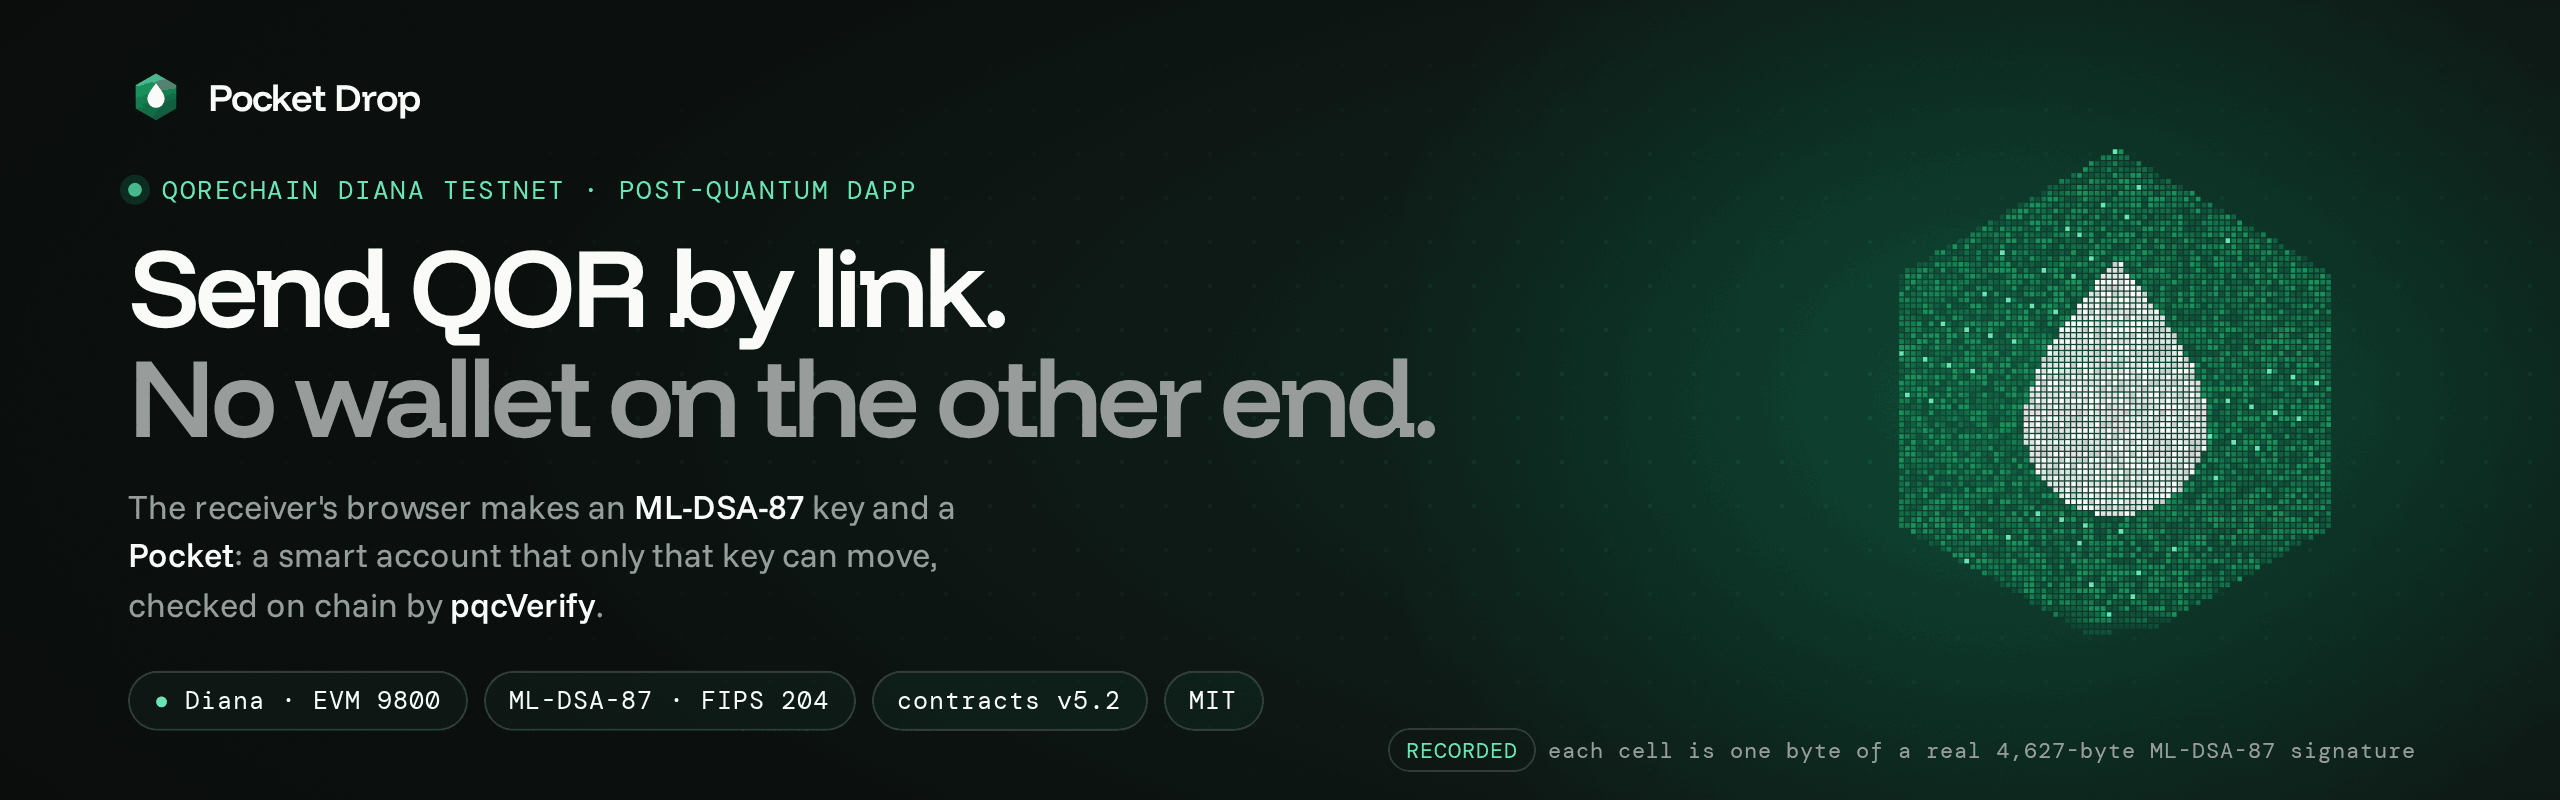 Pocket Drop
QORECHAIN DIANA TESTNET · POST-QUANTUM DAPP
Send QOR by link.
No wallet on the other end.
The receiver's browser makes an ML-DSA-87 key and a
Pocket: a smart account that only that key can move,
checked on chain by pqcVerify.
Diana · EVM 9800 ML-DSA-87 · FIPS 204 contracts v5.2 MIT
RECORDED each cell is one byte of a real 4,627-byte ML-DSA-87 signature